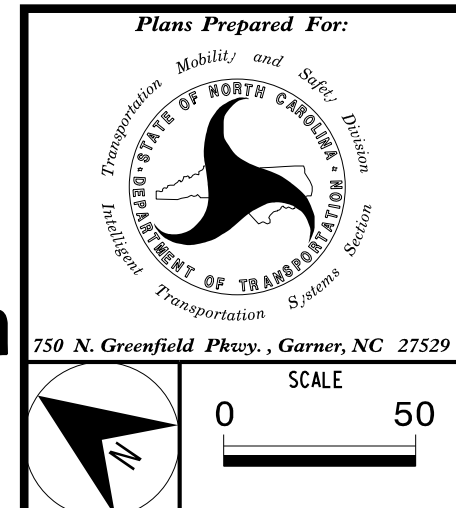 Plans Prepared For:
Transportation Mobility and Safety Division
STATE OF NORTH CAROLINA
DEPARTMENT OF TRANSPORTATION
Intelligent Transportation Systems Section
750 N. Greenfield Pkwy., Garner, NC 27529
N
SCALE
0 50